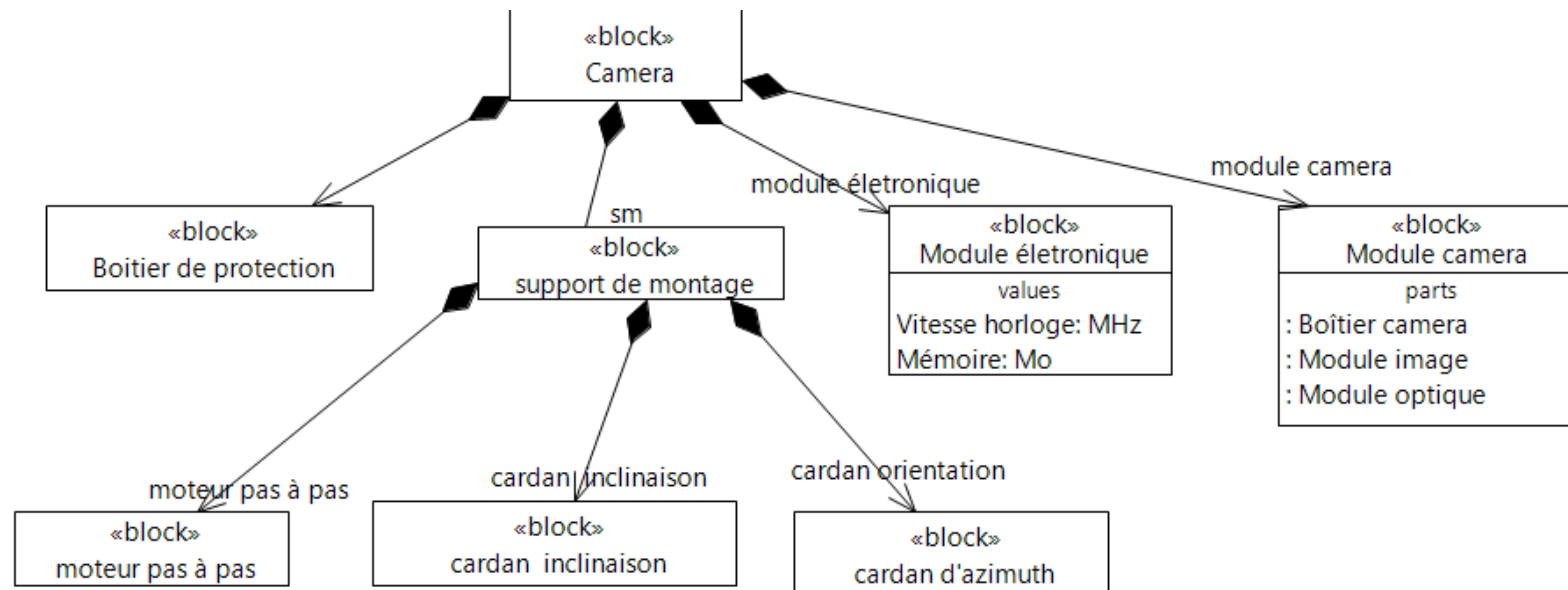 «block»
Camera
module camera
module életronique
sm
«block»
Boitier de protection
«block»
support de montage
«block»
Module életronique
values
Vitesse horloge: MHz
Mémoire: Mo
«block»
Module camera
parts
: Boîtier camera
: Module image
: Module optique
moteur pas à pas
cardan inclinaison
cardan orientation
«block»
moteur pas à pas
«block»
cardan  inclinaison
«block»
cardan d'azimuth